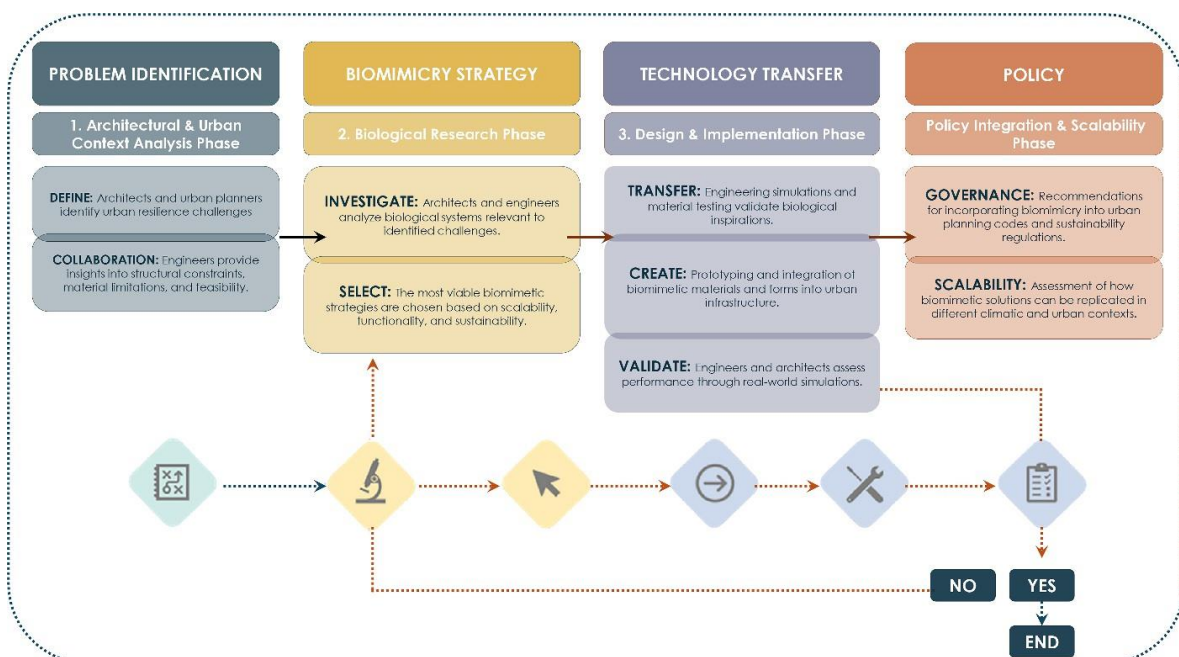 PROBLEM IDENTIFICATION
1. Architectural & Urban
Context Analysis Phase
DEFINE: Architects and urban planners
identify urban resilience challenges
COLLABORATION: Engineers provide
insights into structural constraints,
material limitations, and feasibility.
BIOMIMICRY STRATEGY
2. Biological Research Phase
INVESTIGATE: Architects and engineers
analyze biological systems relevant to
identified challenges.
SELECT: The most viable biomimetic
strategies are chosen based on scalability,
functionality, and sustainability.
TECHNOLOGY TRANSFER
3. Design & Implementation Phase
TRANSFER: Engineering simulations and
material testing validate biological
inspirations.
CREATE: Prototyping and integration of
biomimetic materials and forms into urban
infrastructure.
VALIDATE: Engineers and architects assess
performance through real-world simulations.
POLICY
Policy Integration & Scalability
Phase
GOVERNANCE: Recommendations
for incorporating biomimicry into urban
planning codes and sustainability
regulations.
SCALABILITY: Assessment of how
biomimetic solutions can be replicated in
different climatic and urban contexts.
NO
YES
END